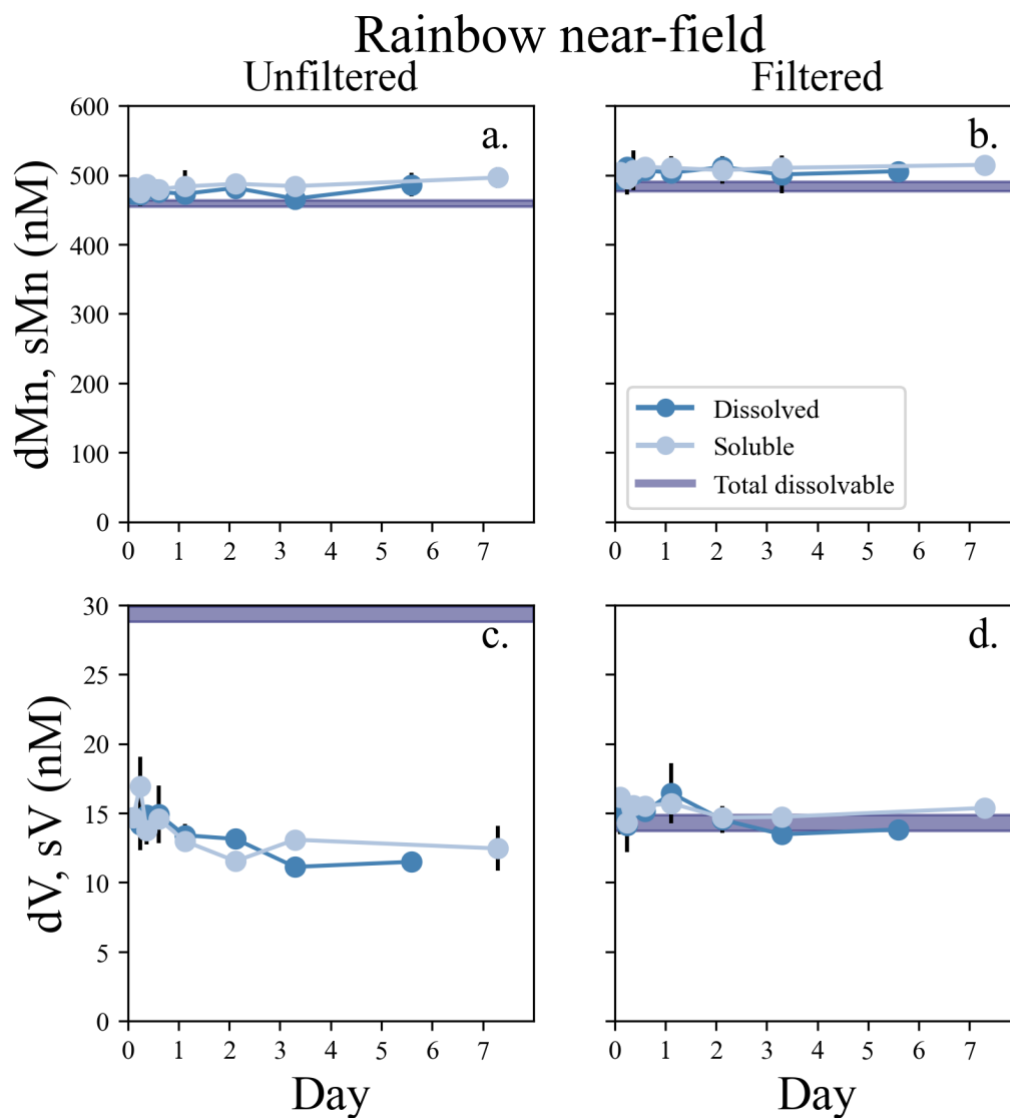 Rainbow near-field
Unfiltered
Filtered
dMn, sMn (nM)
600
500
400
300
200
100
0
a.
0 1 2 3 4 5 6 7
b.
Dissolved
Soluble
Total dissolvable
0 1 2 3 4 5 6 7
dV, sV (nM)
30
25
20
15
10
5
0
c.
0 1 2 3 4 5 6 7
Day
d.
0 1 2 3 4 5 6 7
Day